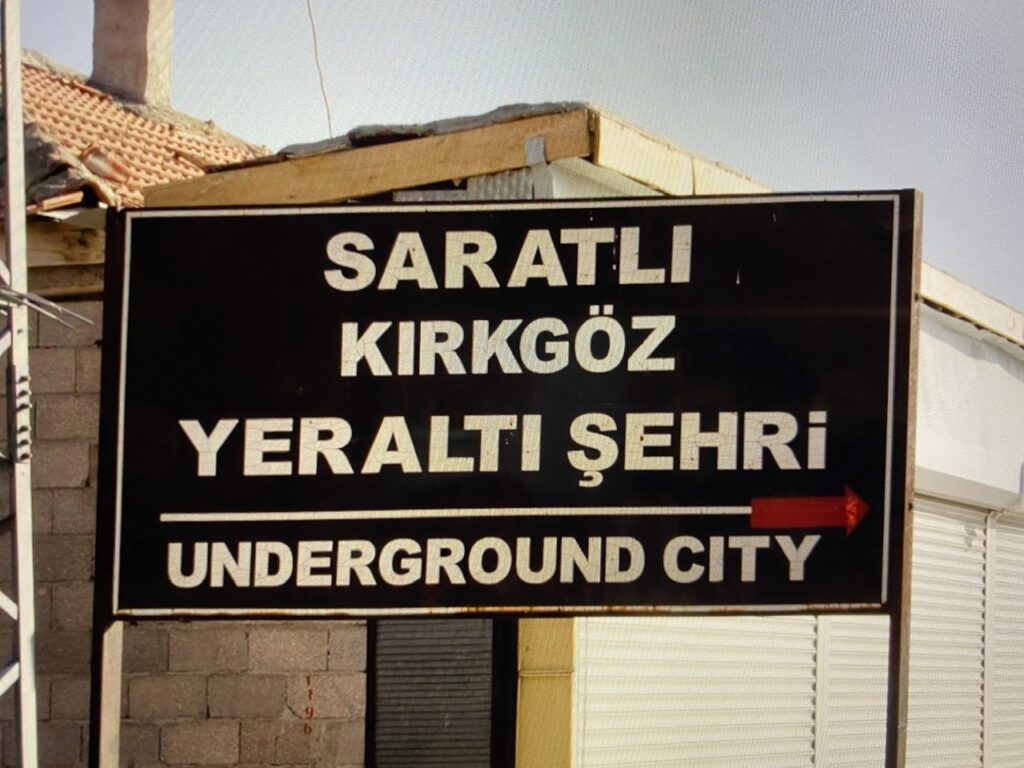 SARATLI
KIRKGÖZ
YERALTI ŞEHRİ
UNDERGROUND CITY